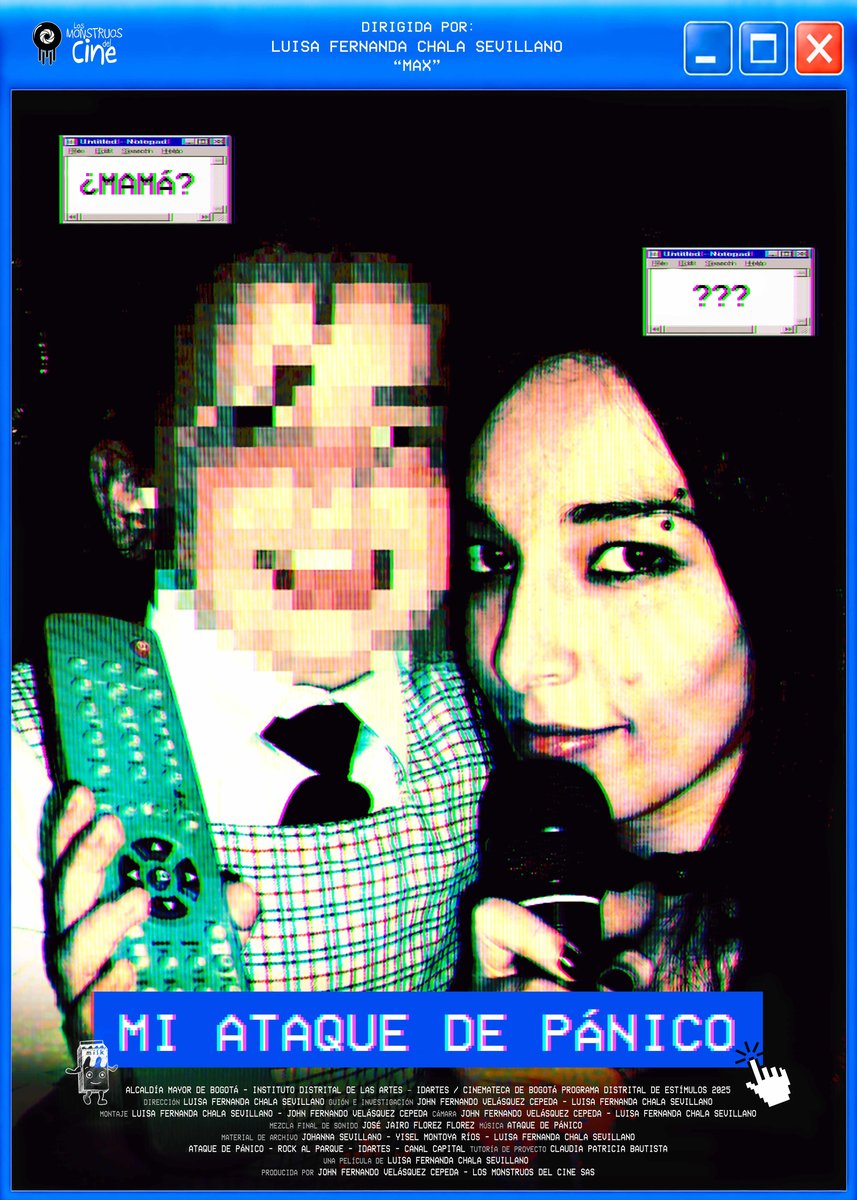 Los
MONSTRUOS
del
Cine
DIRIGIDA POR:
LUISA FERNANDA CHALA SEVILLANO
“MAX”
Untitled - Notepad
¿MAMÁ?
Untitled - Notepad
???
milk
MI ATAQUE DE PÁNICO
ALCALDÍA MAYOR DE BOGOTÁ - INSTITUTO DISTRITAL DE LAS ARTES - IDARTES / CINEMATECA DE BOGOTÁ PROGRAMA DISTRITAL DE ESTÍMULOS 2025
DIRECCIÓN LUISA FERNANDA CHALA SEVILLANO GUIÓN E INVESTIGACIÓN JOHN FERNANDO VELÁSQUEZ CEPEDA - LUISA FERNANDA CHALA SEVILLANO
MONTAJE LUISA FERNANDA CHALA SEVILLANO - JOHN FERNANDO VELÁSQUEZ CEPEDA CÁMARA JOHN FERNANDO VELÁSQUEZ CEPEDA - LUISA FERNANDA CHALA SEVILLANO
MEZCLA FINAL DE SONIDO JOSÉ JAIRO FLOREZ FLOREZ MÚSICA ATAQUE DE PÁNICO
MATERIAL DE ARCHIVO JOHANNA SEVILLANO - YISEL MONTOYA RÍOS - LUISA FERNANDA CHALA SEVILLANO
ATAQUE DE PÁNICO - ROCK AL PARQUE - IDARTES - CANAL CAPITAL TUTORÍA DE PROYECTO CLAUDIA PATRICIA BAUTISTA
UNA PELÍCULA DE LUISA FERNANDA CHALA SEVILLANO
PRODUCIDA POR JOHN FERNANDO VELÁSQUEZ CEPEDA - LOS MONSTRUOS DEL CINE SAS